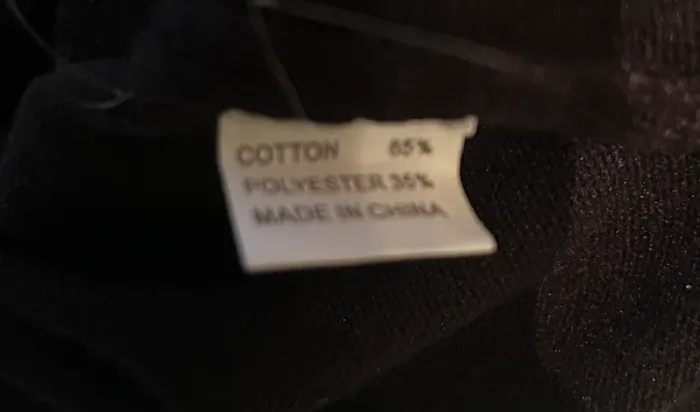 COTTON 65%
POLYESTER 35%
MADE IN CHINA